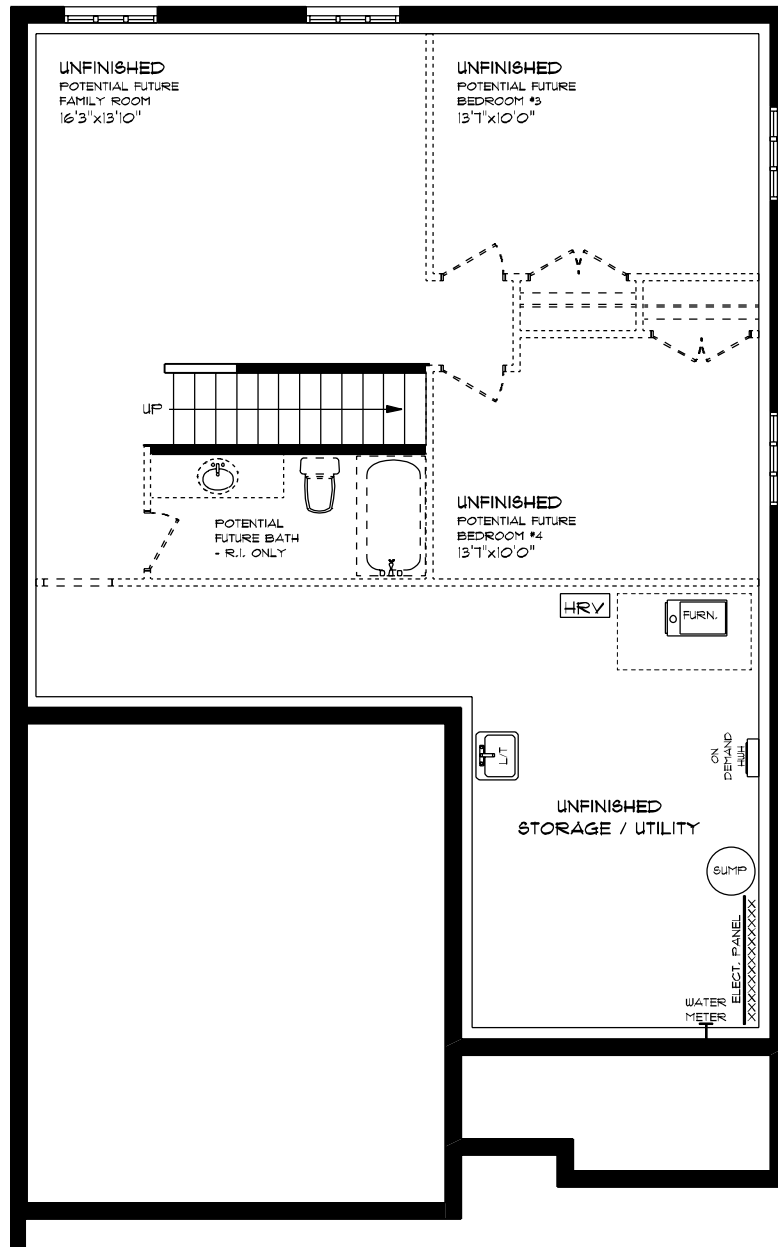 UNFINISHED
POTENTIAL FUTURE
FAMILY ROOM
16'3"x13'10"
UNFINISHED
POTENTIAL FUTURE
BEDROOM #3
13'7"x10'0"
UP
POTENTIAL
FUTURE BATH
- R.I. ONLY
UNFINISHED
POTENTIAL FUTURE
BEDROOM #4
13'7"x10'0"
HRV
FURN.
L/T
ON
DEMAND
HWH
UNFINISHED
STORAGE / UTILITY
SUMP
ELECT. PANEL
WATER
METER